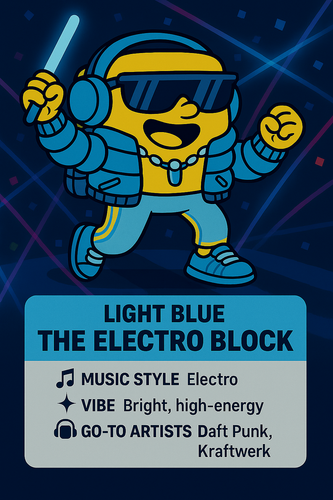 LIGHT BLUE
THE ELECTRO BLOCK
MUSIC STYLE Electro
VIBE Bright, high-energy
GO-TO ARTISTS Daft Punk,
Kraftwerk